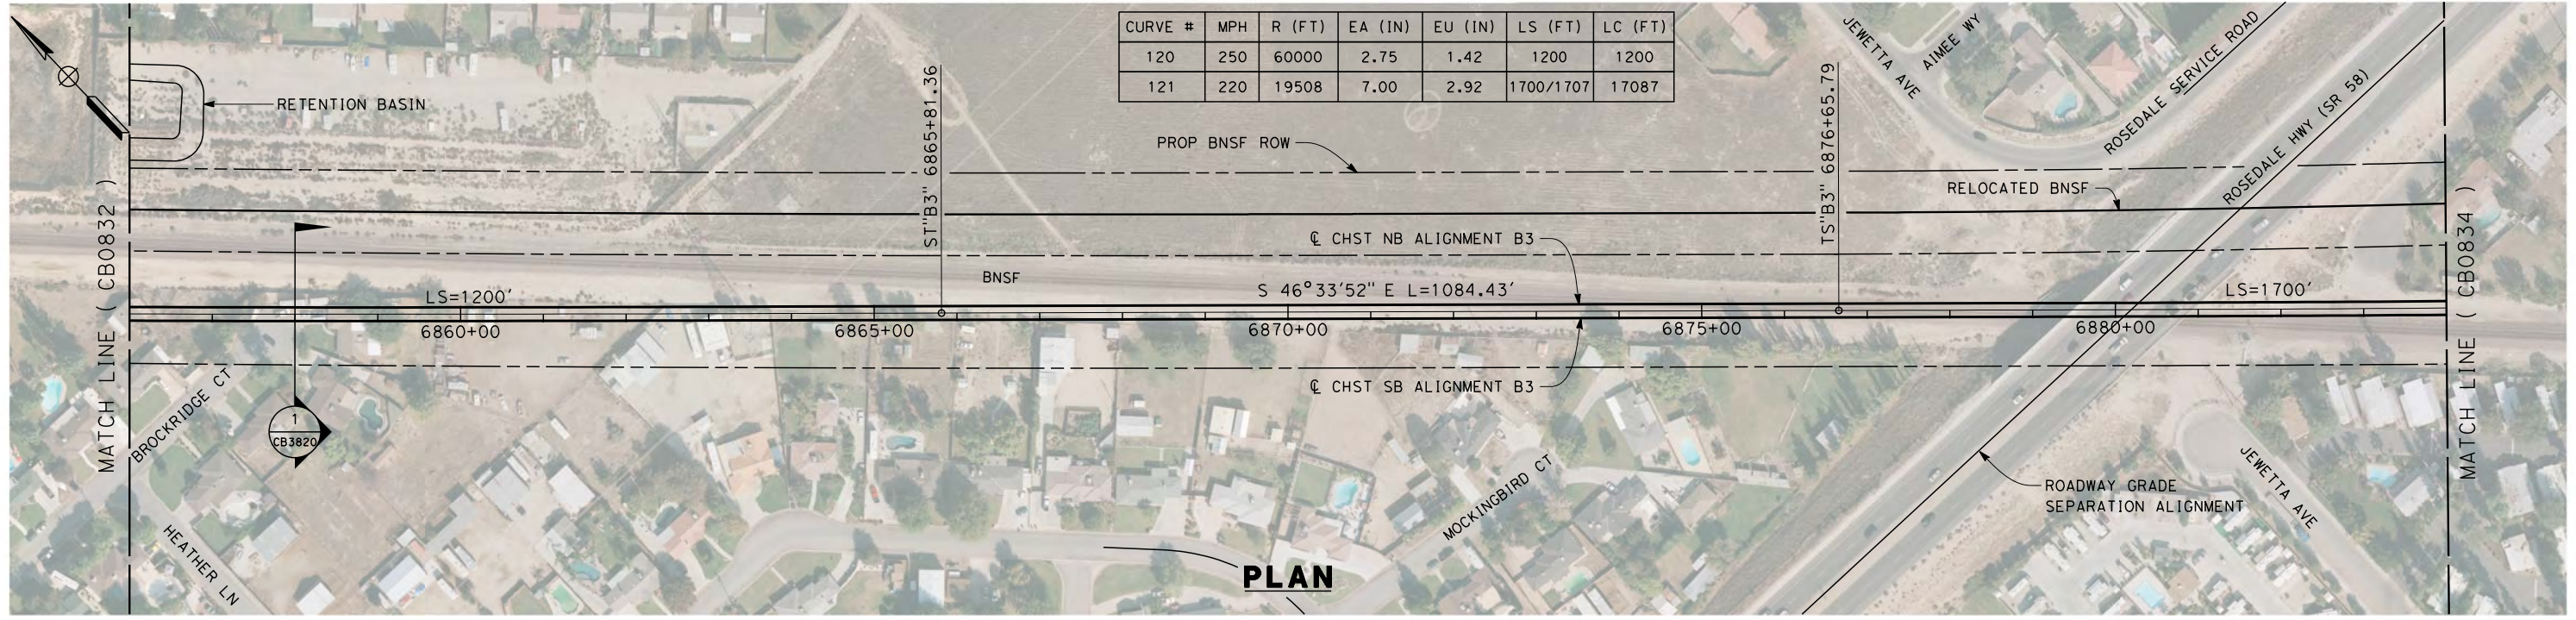 CURVE # MPH R (FT) EA (IN) EU (IN) LS (FT) LC (FT)
120 250 60000 2.75 1.42 1200 1200
121 220 19508 7.00 2.92 1700/1707 17087
JEWETTA AVE
AIMEE WY
ROSEDALE SERVICE ROAD
ROSEDALE HWY (SR 58)
RETENTION BASIN
PROP BNSF ROW
RELOCATED BNSF
MATCH LINE ( CB0832 )
ST"B3" 6865+81.36
TS"B3" 6876+65.79
MATCH LINE ( CB0834 )
℄ CHST NB ALIGNMENT B3
BNSF
LS=1200'
S 46°33'52" E L=1084.43'
LS=1700'
6860+00
6865+00
6870+00
6875+00
6880+00
℄ CHST SB ALIGNMENT B3
BROCKRIDGE CT
1
CB3820
HEATHER LN
MOCKINGBIRD CT
ROADWAY GRADE
SEPARATION ALIGNMENT
JEWETTA AVE
PLAN